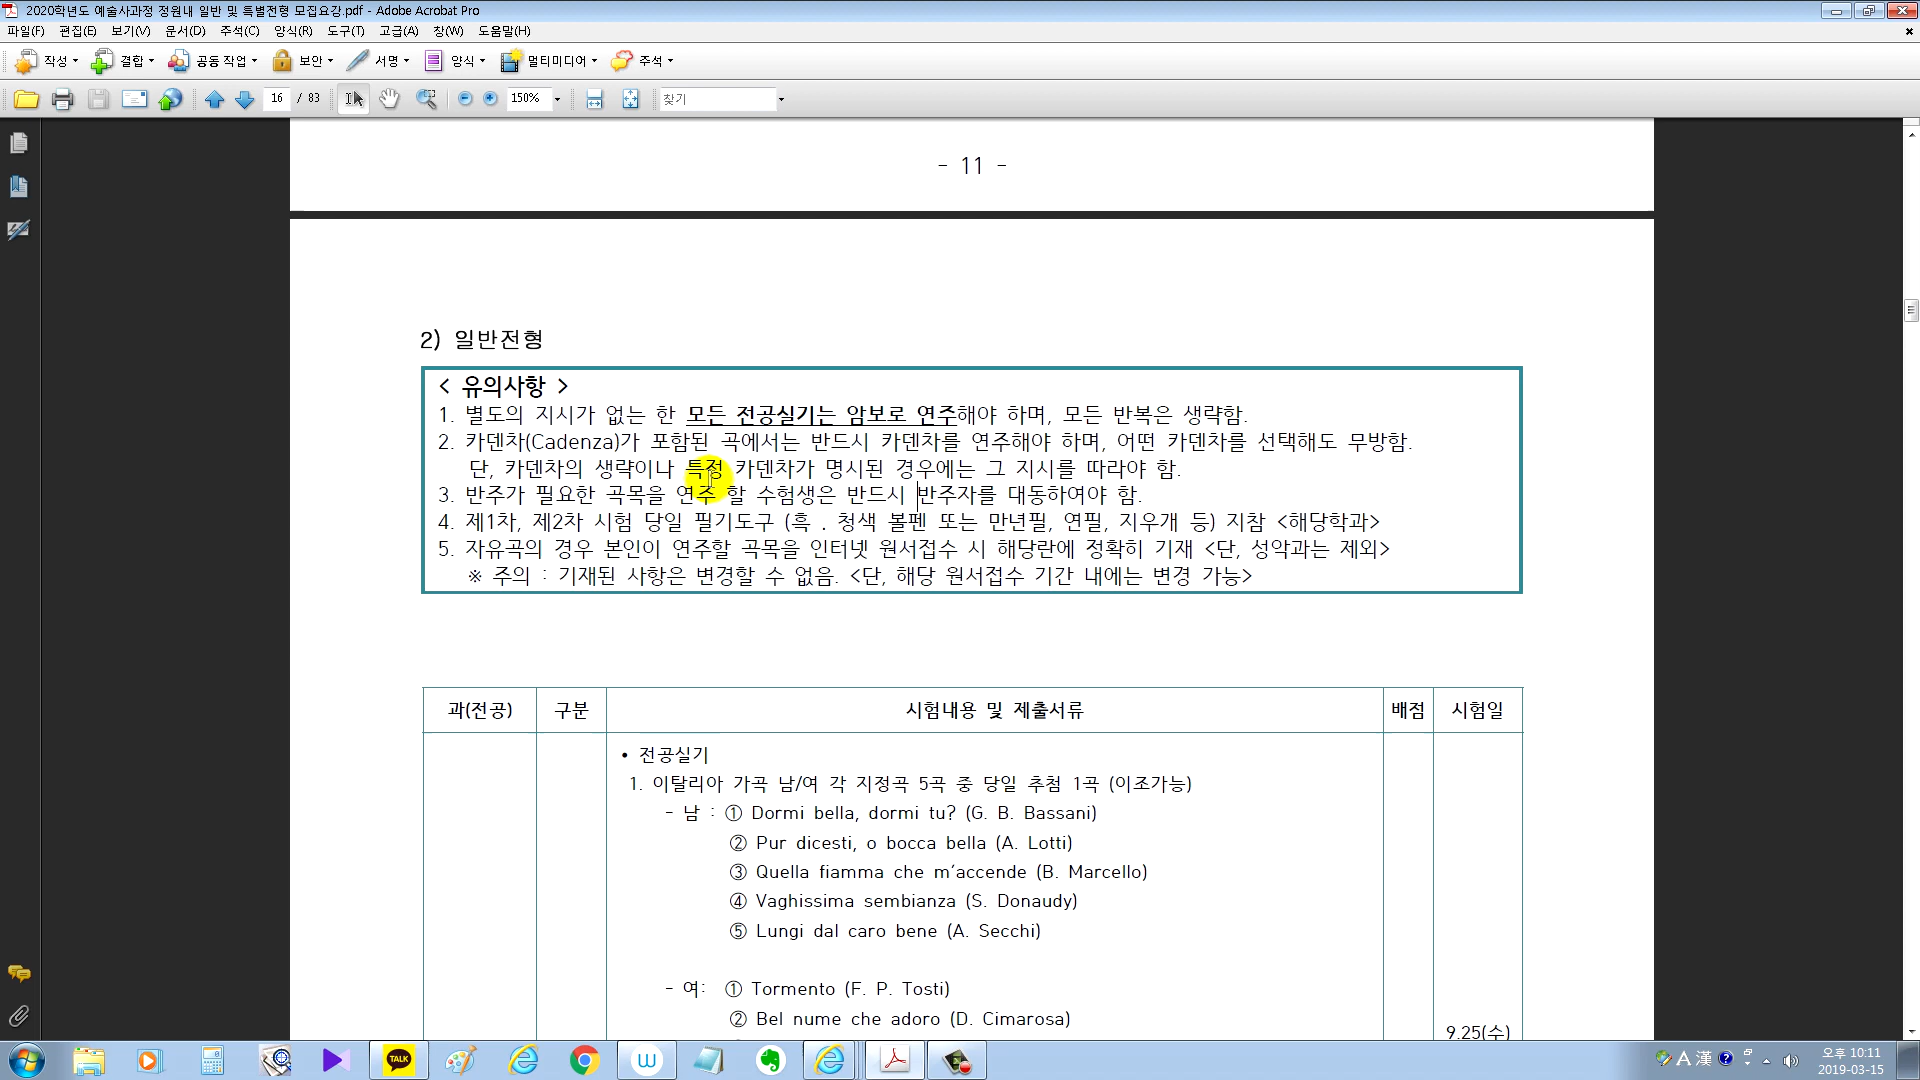 2020학년도 예술사과정 정원내 일반 및 특별전형 모집요강.pdf - Adobe Acrobat Pro
파일(F) 편집(E) 보기(V) 문서(D) 주석(C) 양식(R) 도구(T) 고급(A) 창(W) 도움말(H)
작성 결합 공동 작업 보안 서명 양식 멀티미디어 주석
16 / 83 150% 찾기
- 11 -
2) 일반전형
< 유의사항 >
1. 별도의 지시가 없는 한 모든 전공실기는 암보로 연주해야 하며, 모든 반복은 생략함.
2. 카덴차(Cadenza)가 포함된 곡에서는 반드시 카덴차를 연주해야 하며, 어떤 카덴차를 선택해도 무방함.
단, 카덴차의 생략이나 특정 카덴차가 명시된 경우에는 그 지시를 따라야 함.
3. 반주가 필요한 곡목을 연주 할 수험생은 반드시 반주자를 대동하여야 함.
4. 제1차, 제2차 시험 당일 필기도구 (흑 . 청색 볼펜 또는 만년필, 연필, 지우개 등) 지참 <해당학과>
5. 자유곡의 경우 본인이 연주할 곡목을 인터넷 원서접수 시 해당란에 정확히 기재 <단, 성악과는 제외>
※ 주의 : 기재된 사항은 변경할 수 없음. <단, 해당 원서접수 기간 내에는 변경 가능>
과(전공) 구분 시험내용 및 제출서류 배점 시험일
• 전공실기
1. 이탈리아 가곡 남/여 각 지정곡 5곡 중 당일 추첨 1곡 (이조가능)
- 남 : ① Dormi bella, dormi tu? (G. B. Bassani)
② Pur dicesti, o bocca bella (A. Lotti)
③ Quella fiamma che m'accende (B. Marcello)
④ Vaghissima sembianza (S. Donaudy)
⑤ Lungi dal caro bene (A. Secchi)
- 여: ① Tormento (F. P. Tosti)
② Bel nume che adoro (D. Cimarosa)
9.25(수)
TALK W A 漢 오후 10:11
2019-03-15